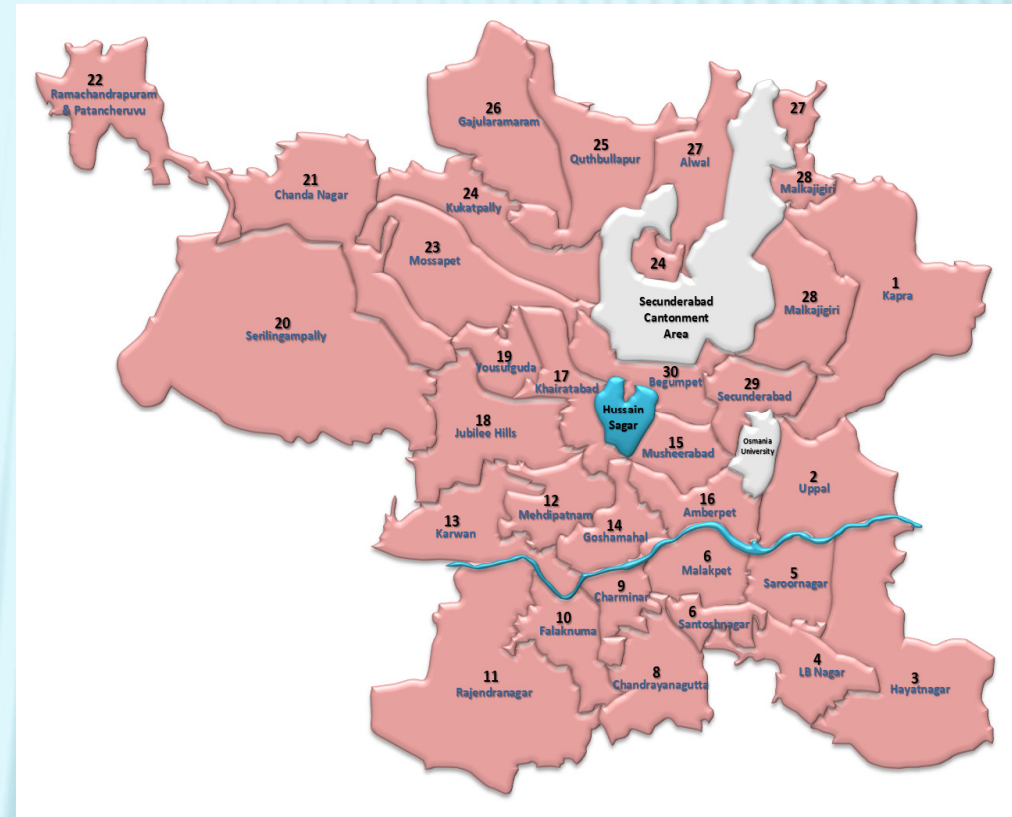 22
Ramachandrapuram
& Patancheruvu
26
Gajularamaram
25
Quthbullapur
27
Alwal
27
28
Malkajigiri
21
Chanda Nagar
24
Kukatpally
23
Mossapet
24
1
Kapra
28
Malkajigiri
Secunderabad
Cantonment
Area
20
Serilingampally
19
Yousufguda
17
Khairatabad
30
Begumpet
29
Secunderabad
Hussain
Sagar
18
Jubilee Hills
15
Musheerabad
Osmania
University
2
Uppal
12
Mehdipatnam
16
Amberpet
13
Karwan
14
Goshamahal
6
Malakpet
5
Saroornagar
9
Charminar
10
Falaknuma
6
Santoshnagar
11
Rajendranagar
8
Chandrayanagutta
4
LB Nagar
3
Hayatnagar